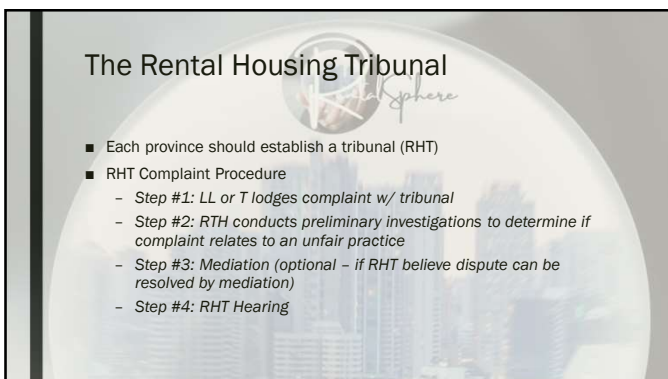 The Rental Housing Tribunal
Sphere
■ Each province should establish a tribunal (RHT)
■ RHT Complaint Procedure
– Step #1: LL or T lodges complaint w/ tribunal
– Step #2: RTH conducts preliminary investigations to determine if
complaint relates to an unfair practice
– Step #3: Mediation (optional – if RHT believe dispute can be
resolved by mediation)
– Step #4: RHT Hearing